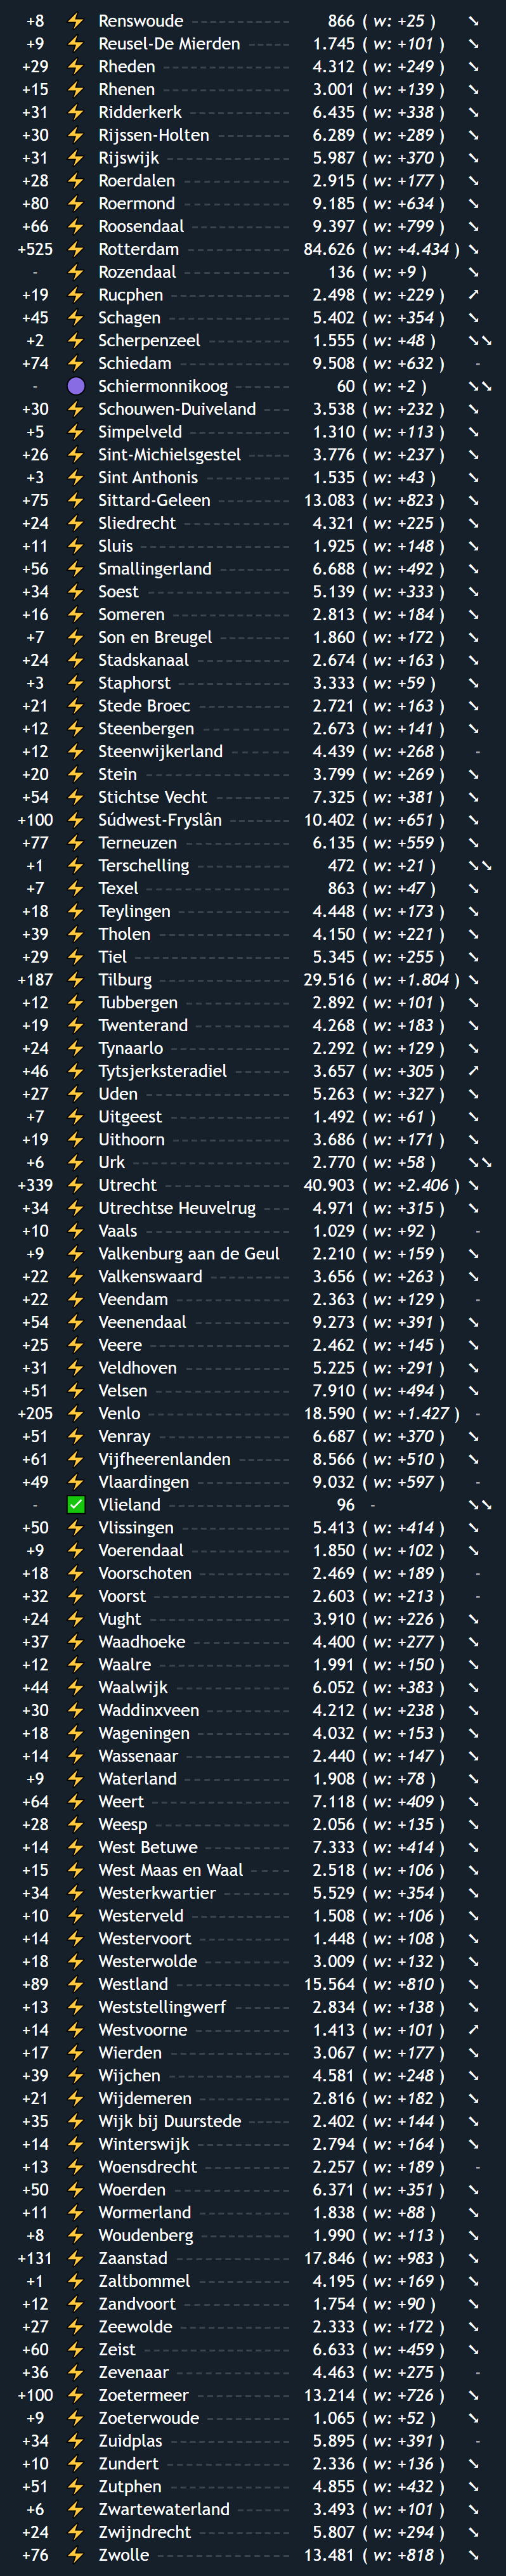 +8 ⚡ Renswoude 866 ( w: +25 ) ↘
+9 ⚡ Reusel-De Mierden 1.745 ( w: +101 ) ↘
+29 ⚡ Rheden 4.312 ( w: +249 ) ↘
+15 ⚡ Rhenen 3.001 ( w: +139 ) ↘
+31 ⚡ Ridderkerk 6.435 ( w: +338 ) ↘
+30 ⚡ Rijssen-Holten 6.289 ( w: +289 ) ↘
+31 ⚡ Rijswijk 5.987 ( w: +370 ) ↘
+28 ⚡ Roerdalen 2.915 ( w: +177 ) ↘
+80 ⚡ Roermond 9.185 ( w: +634 ) ↘
+66 ⚡ Roosendaal 9.397 ( w: +799 ) ↘
+525 ⚡ Rotterdam 84.626 ( w: +4.434 ) ↘
- ⚡ Rozendaal 136 ( w: +9 ) ↘
+19 ⚡ Rucphen 2.498 ( w: +229 ) ↗
+45 ⚡ Schagen 5.402 ( w: +354 ) ↘
+2 ⚡ Scherpenzeel 1.555 ( w: +48 ) ↘↘
+74 ⚡ Schiedam 9.508 ( w: +632 ) -
- 🟣 Schiermonnikoog 60 ( w: +2 ) ↘↘
+30 ⚡ Schouwen-Duiveland 3.538 ( w: +232 ) ↘
+5 ⚡ Simpelveld 1.310 ( w: +113 ) ↘
+26 ⚡ Sint-Michielsgestel 3.776 ( w: +237 ) ↘
+3 ⚡ Sint Anthonis 1.535 ( w: +43 ) ↘
+75 ⚡ Sittard-Geleen 13.083 ( w: +823 ) ↘
+24 ⚡ Sliedrecht 4.321 ( w: +225 ) ↘
+11 ⚡ Sluis 1.925 ( w: +148 ) ↘
+56 ⚡ Smallingerland 6.688 ( w: +492 ) ↘
+34 ⚡ Soest 5.139 ( w: +333 ) ↘
+16 ⚡ Someren 2.813 ( w: +184 ) ↘
+7 ⚡ Son en Breugel 1.860 ( w: +172 ) ↘
+24 ⚡ Stadskanaal 2.674 ( w: +163 ) ↘
+3 ⚡ Staphorst 3.333 ( w: +59 ) ↘
+21 ⚡ Stede Broec 2.721 ( w: +163 ) ↘
+12 ⚡ Steenbergen 2.673 ( w: +141 ) ↘
+12 ⚡ Steenwijkerland 4.439 ( w: +268 ) -
+20 ⚡ Stein 3.799 ( w: +269 ) ↘
+54 ⚡ Stichtse Vecht 7.325 ( w: +381 ) ↘
+100 ⚡ Súdwest-Fryslân 10.402 ( w: +651 ) ↘
+77 ⚡ Terneuzen 6.135 ( w: +559 ) ↘
+1 ⚡ Terschelling 472 ( w: +21 ) ↘↘
+7 ⚡ Texel 863 ( w: +47 ) ↘
+18 ⚡ Teylingen 4.448 ( w: +173 ) ↘
+39 ⚡ Tholen 4.150 ( w: +221 ) ↘
+29 ⚡ Tiel 5.345 ( w: +255 ) ↘
+187 ⚡ Tilburg 29.516 ( w: +1.804 ) ↘
+12 ⚡ Tubbergen 2.892 ( w: +101 ) ↘
+19 ⚡ Twenterand 4.268 ( w: +183 ) ↘
+24 ⚡ Tynaarlo 2.292 ( w: +129 ) ↘
+46 ⚡ Tytsjerksteradiel 3.657 ( w: +305 ) ↗
+27 ⚡ Uden 5.263 ( w: +327 ) ↘
+7 ⚡ Uitgeest 1.492 ( w: +61 ) ↘
+19 ⚡ Uithoorn 3.686 ( w: +171 ) ↘
+6 ⚡ Urk 2.770 ( w: +58 ) ↘↘
+339 ⚡ Utrecht 40.903 ( w: +2.406 ) ↘
+34 ⚡ Utrechtse Heuvelrug 4.971 ( w: +315 ) ↘
+10 ⚡ Vaals 1.029 ( w: +92 ) -
+9 ⚡ Valkenburg aan de Geul 2.210 ( w: +159 ) ↘
+22 ⚡ Valkenswaard 3.656 ( w: +263 ) ↘
+22 ⚡ Veendam 2.363 ( w: +129 ) -
+54 ⚡ Veenendaal 9.273 ( w: +391 ) ↘
+25 ⚡ Veere 2.462 ( w: +145 ) ↘
+31 ⚡ Veldhoven 5.225 ( w: +291 ) ↘
+51 ⚡ Velsen 7.910 ( w: +494 ) ↘
+205 ⚡ Venlo 18.590 ( w: +1.427 ) -
+51 ⚡ Venray 6.687 ( w: +370 ) ↘
+61 ⚡ Vijfheerenlanden 8.566 ( w: +510 ) ↘
+49 ⚡ Vlaardingen 9.032 ( w: +597 ) -
- ✅ Vlieland 96 - ↘↘
+50 ⚡ Vlissingen 5.413 ( w: +414 ) ↘
+9 ⚡ Voerendaal 1.850 ( w: +102 ) ↘
+18 ⚡ Voorschoten 2.469 ( w: +189 ) -
+32 ⚡ Voorst 2.603 ( w: +213 ) -
+24 ⚡ Vught 3.910 ( w: +226 ) ↘
+37 ⚡ Waadhoeke 4.400 ( w: +277 ) ↘
+12 ⚡ Waalre 1.991 ( w: +150 ) ↘
+44 ⚡ Waalwijk 6.052 ( w: +383 ) ↘
+30 ⚡ Waddinxveen 4.212 ( w: +238 ) ↘
+18 ⚡ Wageningen 4.032 ( w: +153 ) ↘
+14 ⚡ Wassenaar 2.440 ( w: +147 ) ↘
+9 ⚡ Waterland 1.908 ( w: +78 ) ↘
+64 ⚡ Weert 7.118 ( w: +409 ) ↘
+28 ⚡ Weesp 2.056 ( w: +135 ) ↘
+14 ⚡ West Betuwe 7.333 ( w: +414 ) ↘
+15 ⚡ West Maas en Waal 2.518 ( w: +106 ) ↘
+34 ⚡ Westerkwartier 5.529 ( w: +354 ) ↘
+10 ⚡ Westerveld 1.508 ( w: +106 ) ↘
+14 ⚡ Westervoort 1.448 ( w: +108 ) ↘
+18 ⚡ Westerwolde 3.009 ( w: +132 ) ↘
+89 ⚡ Westland 15.564 ( w: +810 ) ↘
+13 ⚡ Weststellingwerf 2.834 ( w: +138 ) ↘
+14 ⚡ Westvoorne 1.413 ( w: +101 ) ↗
+17 ⚡ Wierden 3.067 ( w: +177 ) ↘
+39 ⚡ Wijchen 4.581 ( w: +248 ) ↘
+21 ⚡ Wijdemeren 2.816 ( w: +182 ) ↘
+35 ⚡ Wijk bij Duurstede 2.402 ( w: +144 ) ↘
+14 ⚡ Winterswijk 2.794 ( w: +164 ) ↘
+13 ⚡ Woensdrecht 2.257 ( w: +189 ) -
+50 ⚡ Woerden 6.371 ( w: +351 ) ↘
+11 ⚡ Wormerland 1.838 ( w: +88 ) ↘
+8 ⚡ Woudenberg 1.990 ( w: +113 ) ↘
+131 ⚡ Zaanstad 17.846 ( w: +983 ) ↘
+1 ⚡ Zaltbommel 4.195 ( w: +169 ) ↘
+12 ⚡ Zandvoort 1.754 ( w: +90 ) ↘
+27 ⚡ Zeewolde 2.333 ( w: +172 ) ↘
+60 ⚡ Zeist 6.633 ( w: +459 ) ↘
+36 ⚡ Zevenaar 4.463 ( w: +275 ) -
+100 ⚡ Zoetermeer 13.214 ( w: +726 ) ↘
+9 ⚡ Zoeterwoude 1.065 ( w: +52 ) ↘
+34 ⚡ Zuidplas 5.895 ( w: +391 ) -
+10 ⚡ Zundert 2.336 ( w: +136 ) ↘
+51 ⚡ Zutphen 4.855 ( w: +432 ) ↘
+6 ⚡ Zwartewaterland 3.493 ( w: +101 ) ↘
+24 ⚡ Zwijndrecht 5.807 ( w: +294 ) ↘
+76 ⚡ Zwolle 13.481 ( w: +818 ) ↘